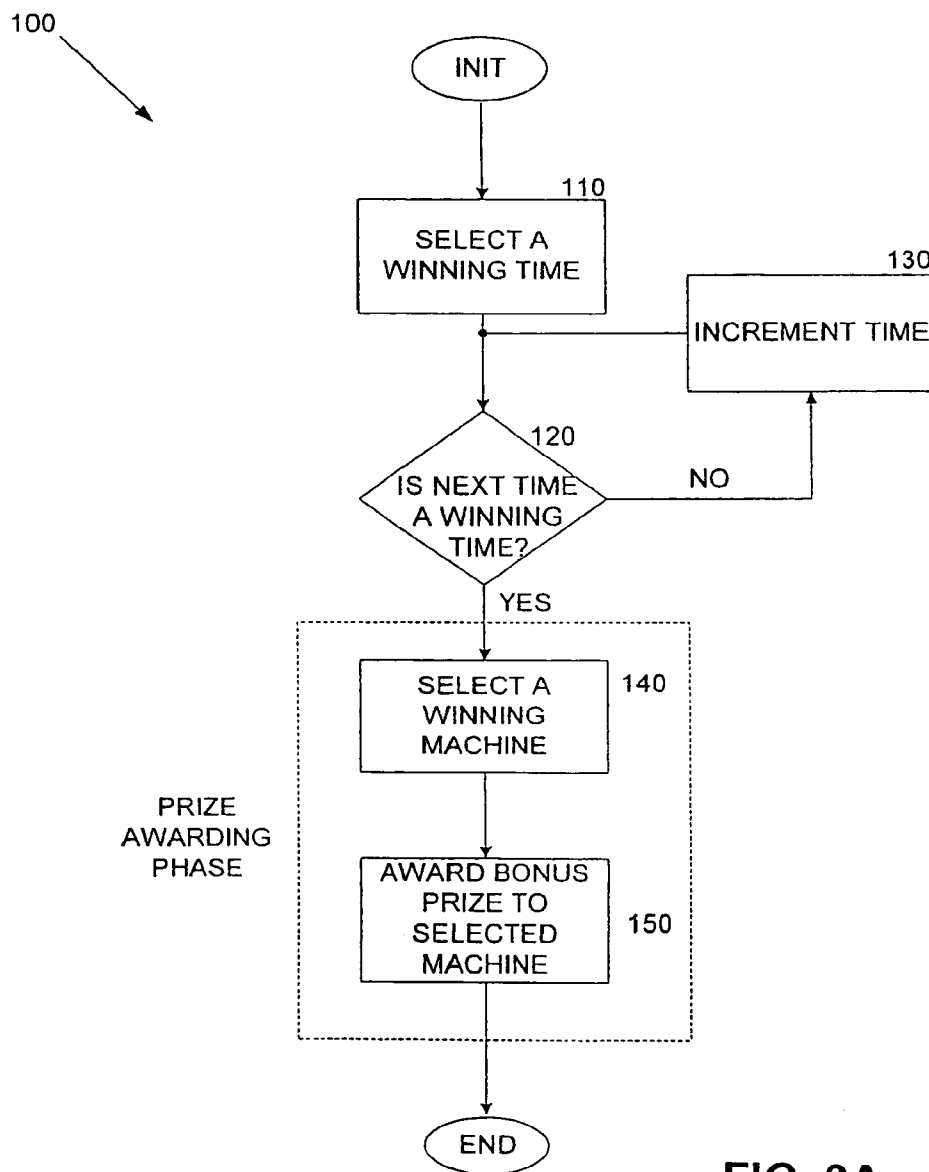 100
INIT
110
SELECT A
WINNING TIME
130
INCREMENT TIME
120
IS NEXT TIME
A WINNING
TIME?
NO
YES
SELECT A
WINNING
MACHINE
140
PRIZE
AWARDING
PHASE
AWARD BONUS
PRIZE TO
SELECTED
MACHINE
150
END